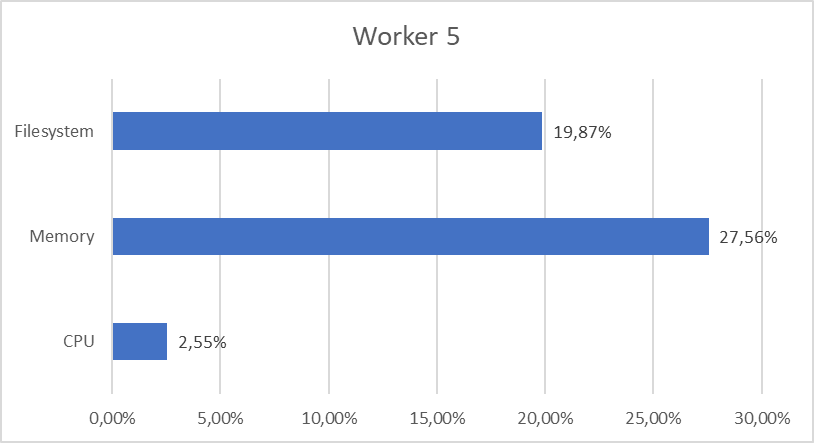 Worker 5
Filesystem
19,87%
Memory
27,56%
CPU
2,55%
0,00%
5,00%
10,00%
15,00%
20,00%
25,00%
30,00%